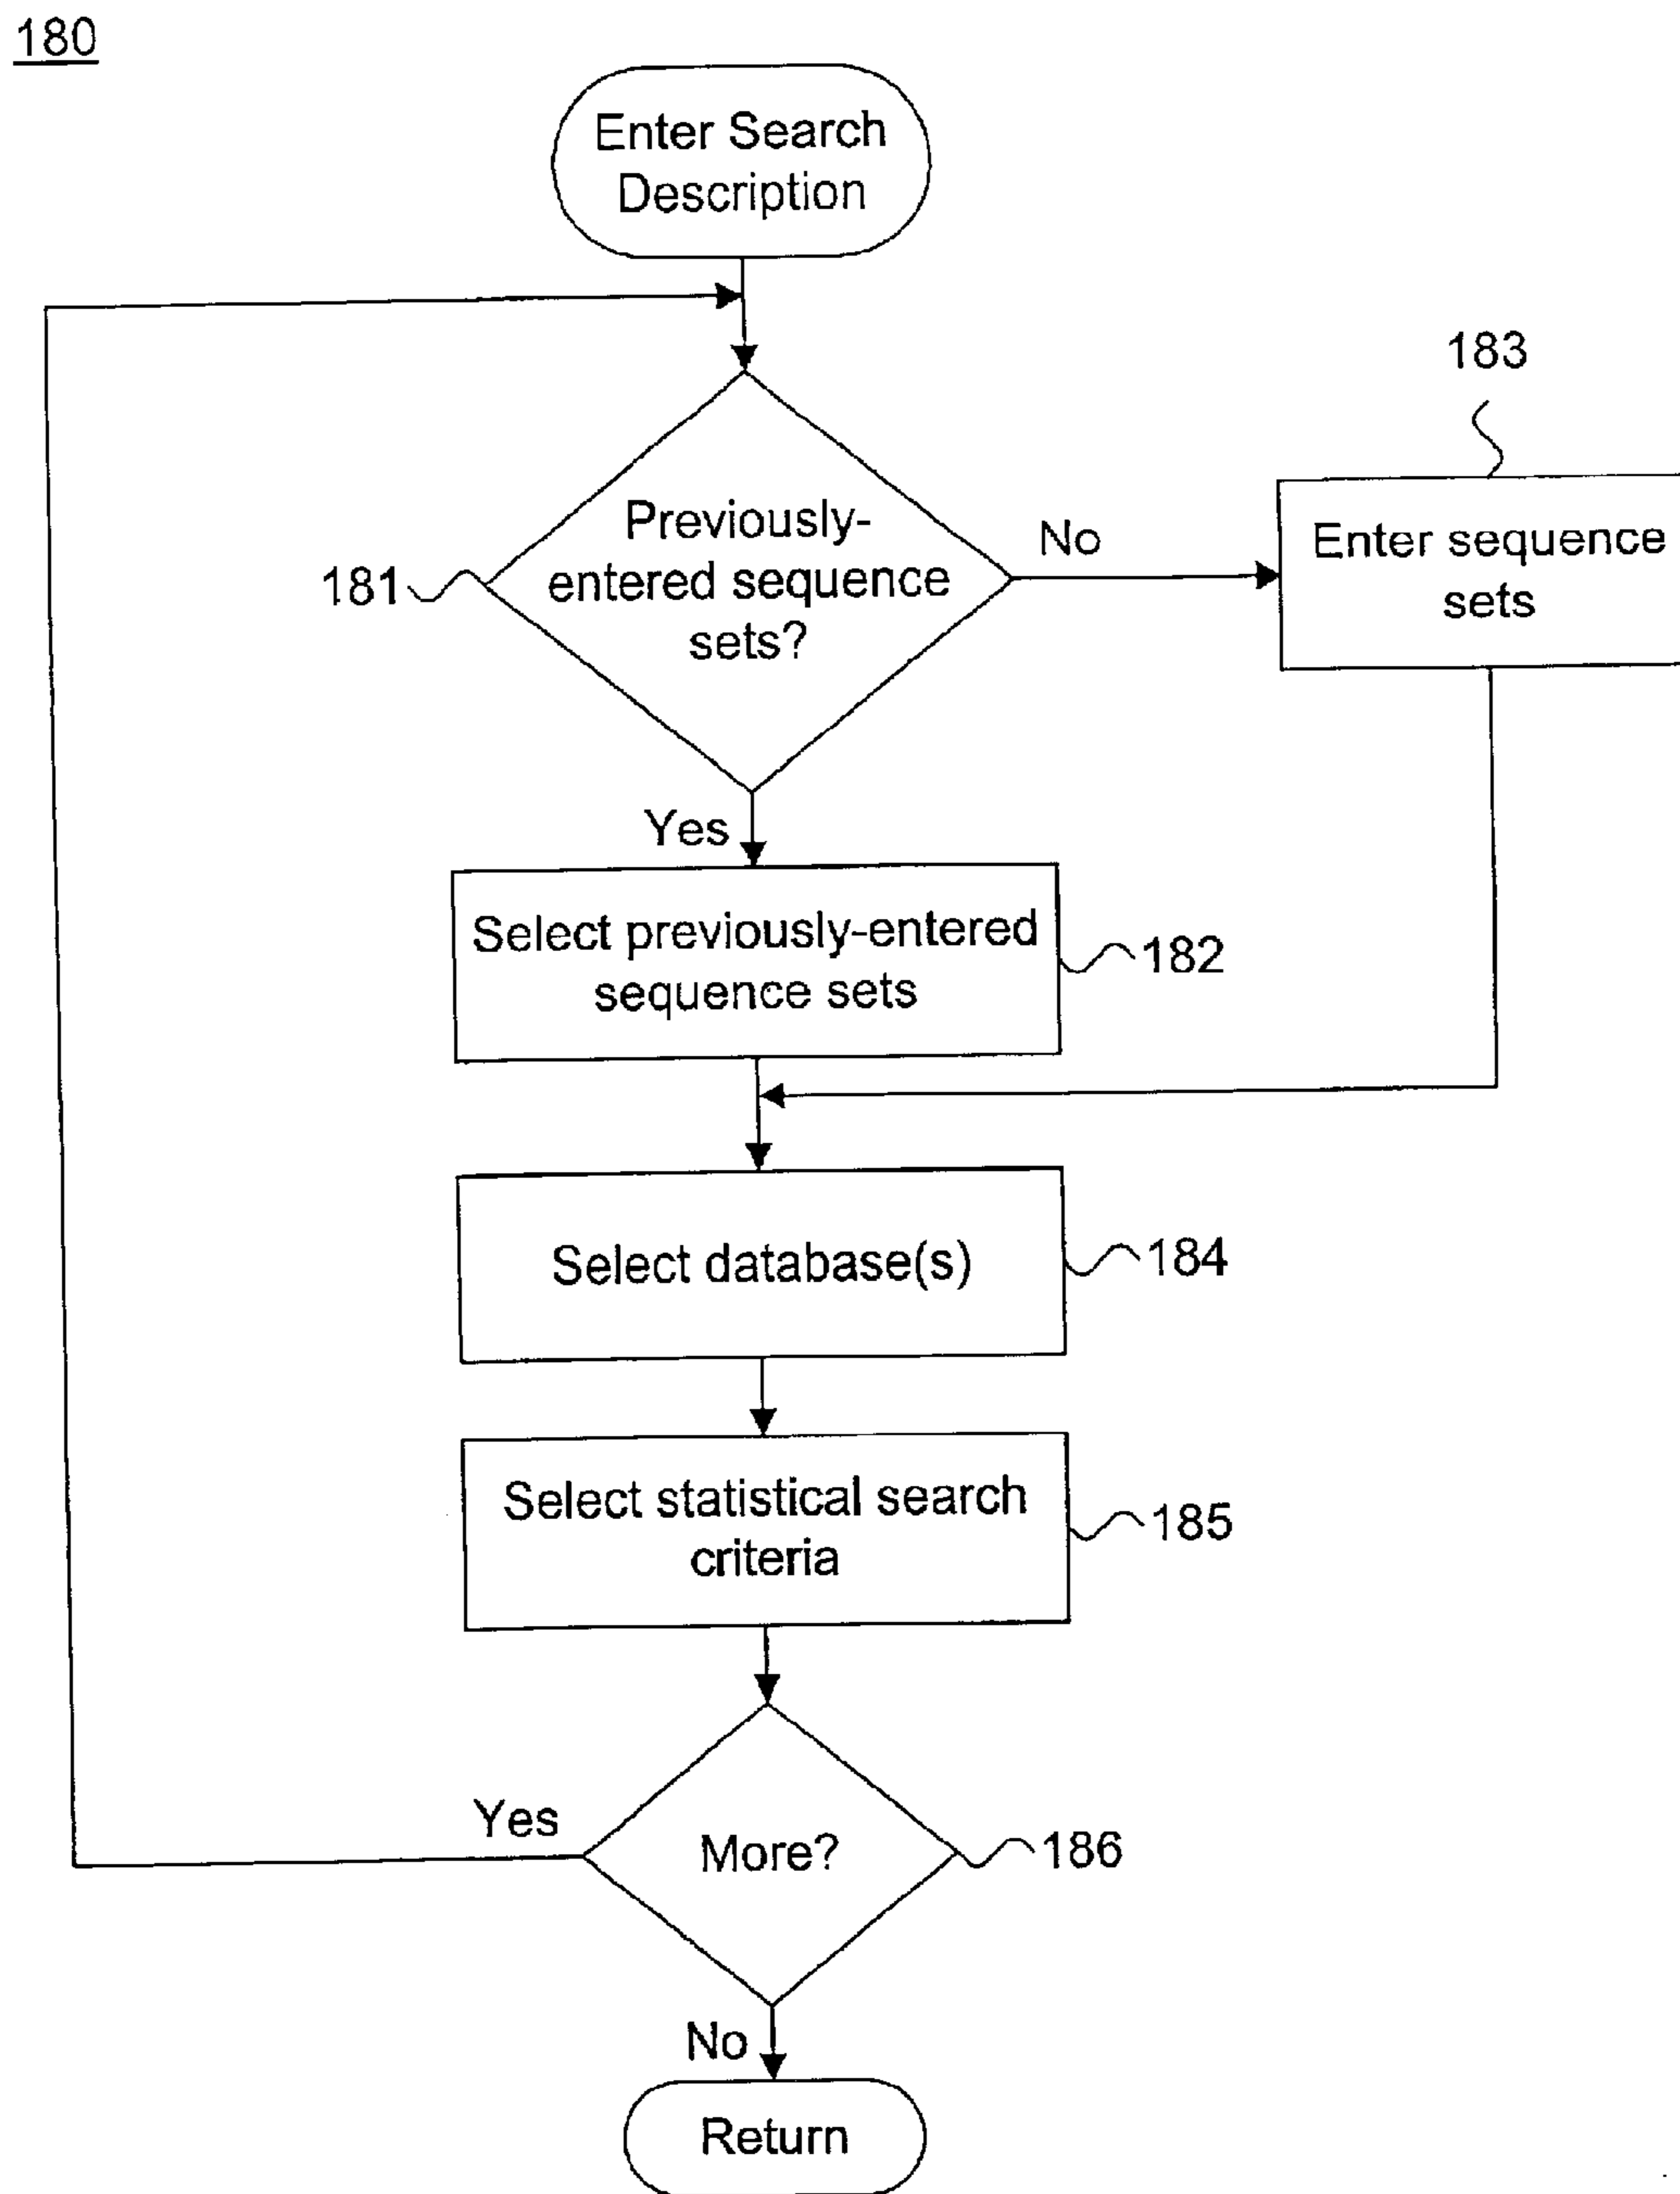 180
Enter Search
Description
183
Previously-
entered sequence
sets?
181
No
Enter sequence
sets
Yes
Select previously-entered
sequence sets
182
Select database(s)
184
Select statistical search
criteria
185
Yes
More?
186
No
Return